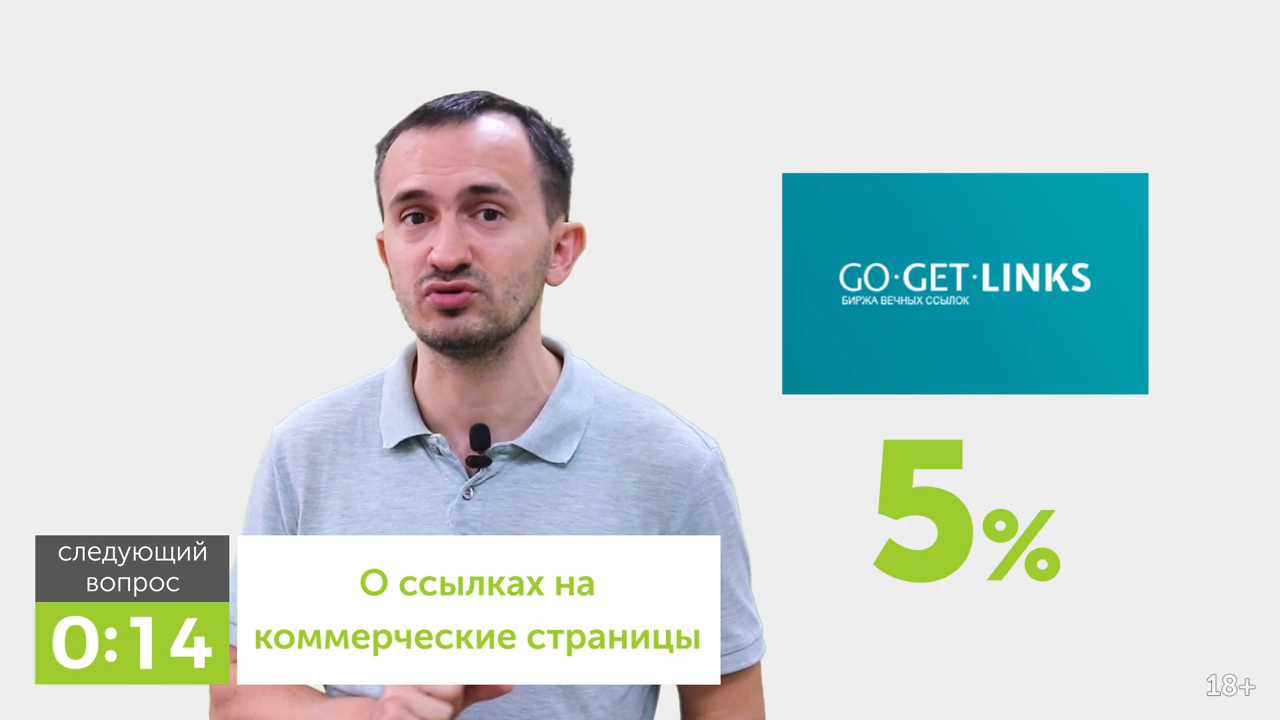 GO·GET·LINKS
БИРЖА ВЕЧНЫХ ССЫЛОК
5%
следующий
вопрос
0:14
О ссылках на
коммерческие страницы
18+